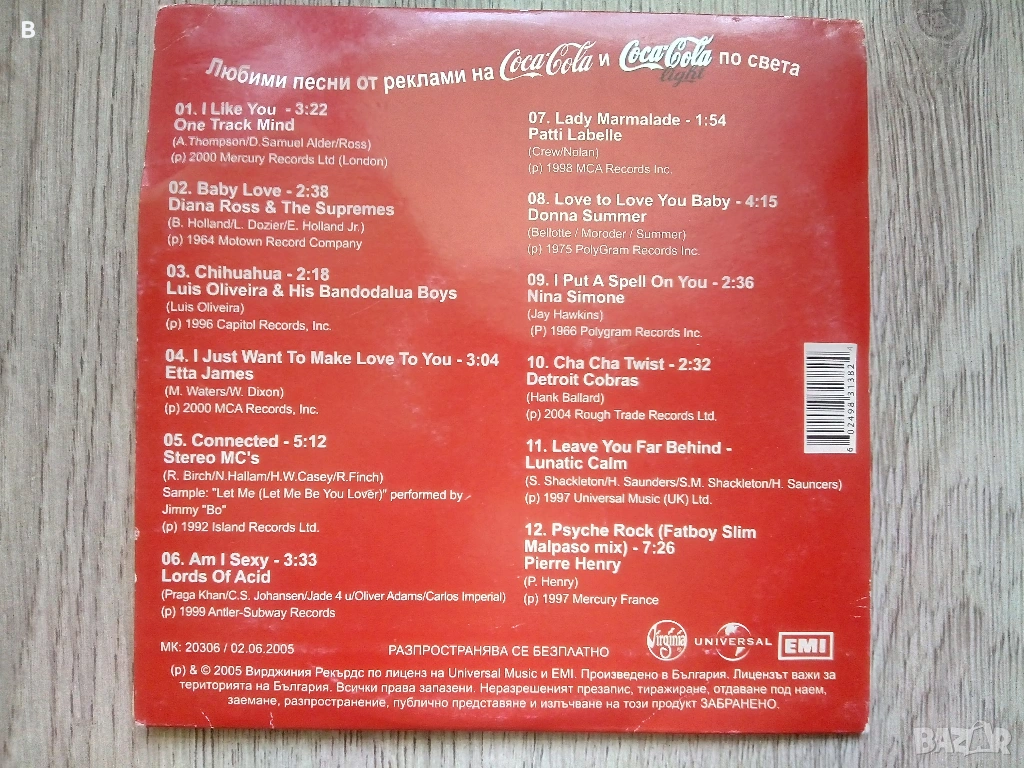 B
Любими песни от реклами на Coca-Cola и Coca-Cola light по света
01. I Like You - 3:22
One Track Mind
(A.Thompson/D.Samuel Alder/Ross)
(p) 2000 Mercury Records Ltd (London)
02. Baby Love - 2:38
Diana Ross & The Supremes
(B. Holland/L. Dozier/E. Holland Jr.)
(p) 1964 Motown Record Company
03. Chihuahua - 2:18
Luis Oliveira & His Bandodalua Boys
(Luis Oliveira)
(p) 1996 Capitol Records, Inc.
04. I Just Want To Make Love To You - 3:04
Etta James
(M. Waters/W. Dixon)
(p) 2000 MCA Records, Inc.
05. Connected - 5:12
Stereo MC's
(R. Birch/N.Hallam/H.W.Casey/R.Finch)
Sample: "Let Me (Let Me Be You Lover)" performed by
Jimmy "Bo"
(p) 1992 Island Records Ltd.
06. Am I Sexy - 3:33
Lords Of Acid
(Praga Khan/C.S. Johansen/Jade 4 u/Oliver Adams/Carlos Imperial)
(p) 1999 Antler-Subway Records
07. Lady Marmalade - 1:54
Patti Labelle
(Crew/Nolan)
(p) 1998 MCA Records Inc.
08. Love to Love You Baby - 4:15
Donna Summer
(Bellotte / Moroder / Summer)
(p) 1975 PolyGram Records Inc.
09. I Put A Spell On You - 2:36
Nina Simone
(Jay Hawkins)
(P) 1966 Polygram Records Inc.
10. Cha Cha Twist - 2:32
Detroit Cobras
(Hank Ballard)
(p) 2004 Rough Trade Records Ltd.
11. Leave You Far Behind -
Lunatic Calm
(S. Shackleton/H. Saunders/S.M. Shackleton/H. Sauncers)
(p) 1997 Universal Music (UK) Ltd.
12. Psyche Rock (Fatboy Slim
Malpaso mix) - 7:26
Pierre Henry
(P. Henry)
(p) 1997 Mercury France
6 02498 31382 4
МК: 20306 / 02.06.2005
РАЗПРОСТРАНЯВА СЕ БЕЗПЛАТНО
Virginia
UNIVERSAL
EMI
(p) & © 2005 Вирджиния Рекърдс по лиценз на Universal Music и EMI. Произведено в България. Лицензът важи за
територията на България. Всички права запазени. Неразрешеният презапис, тиражиране, отдаване под наем,
заемане, разпространение, публично представяне и излъчване на този продукт ЗАБРАНЕНО.
BAZAR